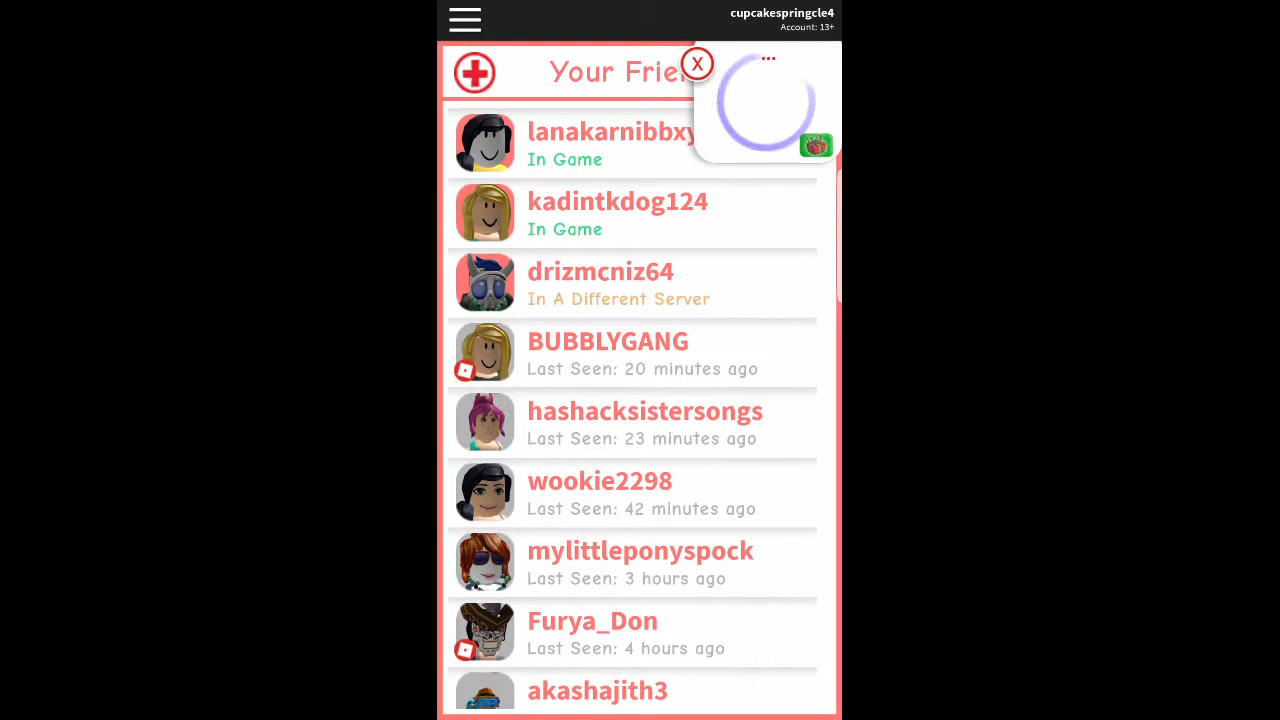 cupcakespringcle4
Account: 13+
Your Frie
X
...
lanakarnibbxy
In Game
kadintkdog124
In Game
drizmcniz64
In A Different Server
BUBBLYGANG
Last Seen: 20 minutes ago
hashacksistersongs
Last Seen: 23 minutes ago
wookie2298
Last Seen: 42 minutes ago
mylittleponyspock
Last Seen: 3 hours ago
Furya_Don
Last Seen: 4 hours ago
akashajith3